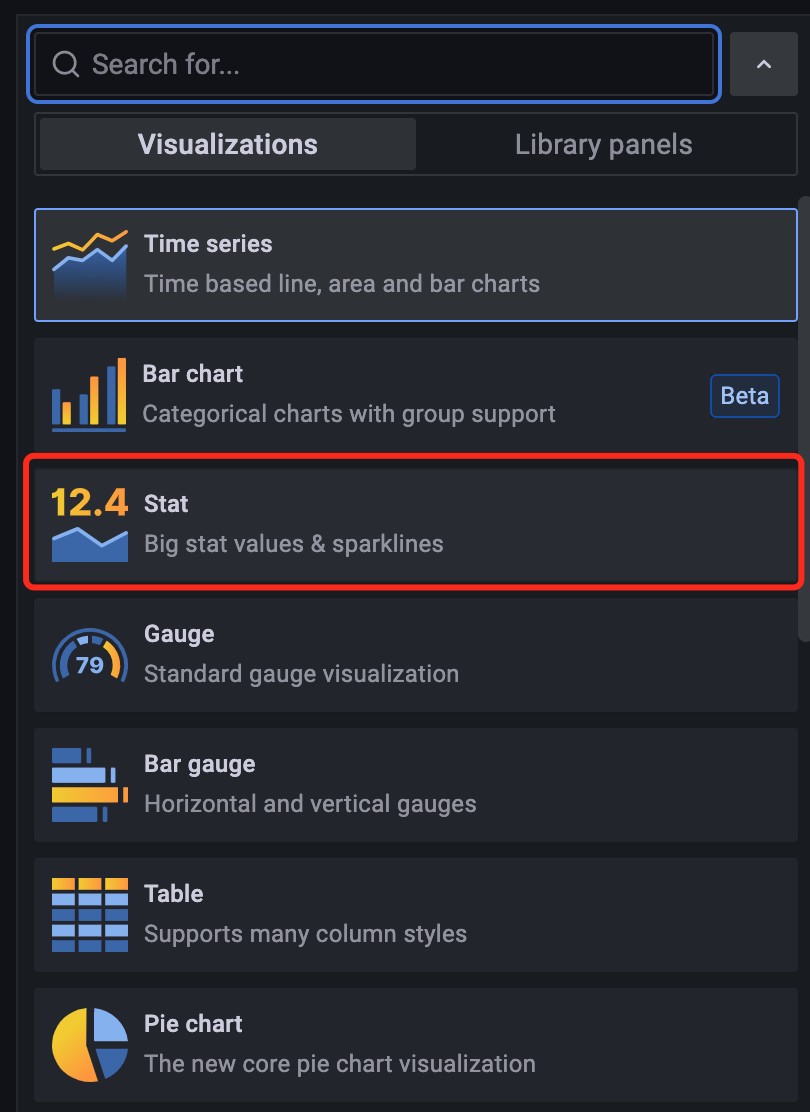 Search for...
Visualizations
Library panels
Time series
Time based line, area and bar charts
Bar chart
Categorical charts with group support
Beta
12.4
Stat
Big stat values & sparklines
79
Gauge
Standard gauge visualization
Bar gauge
Horizontal and vertical gauges
Table
Supports many column styles
Pie chart
The new core pie chart visualization